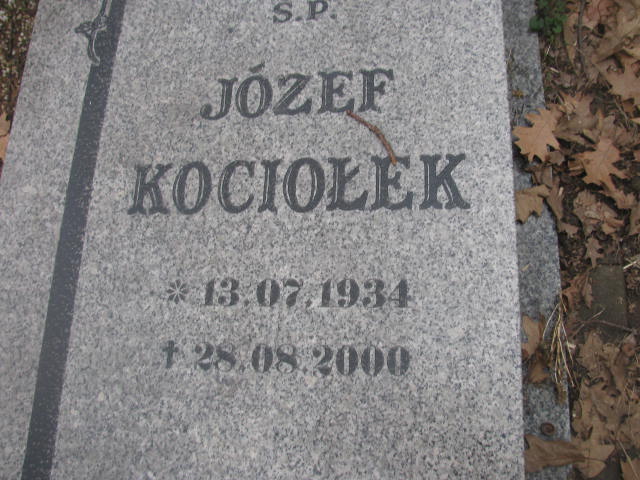 S.P.
JÓZEF
KOCIOŁEK
* 13.07.1934
† 28.08.2000